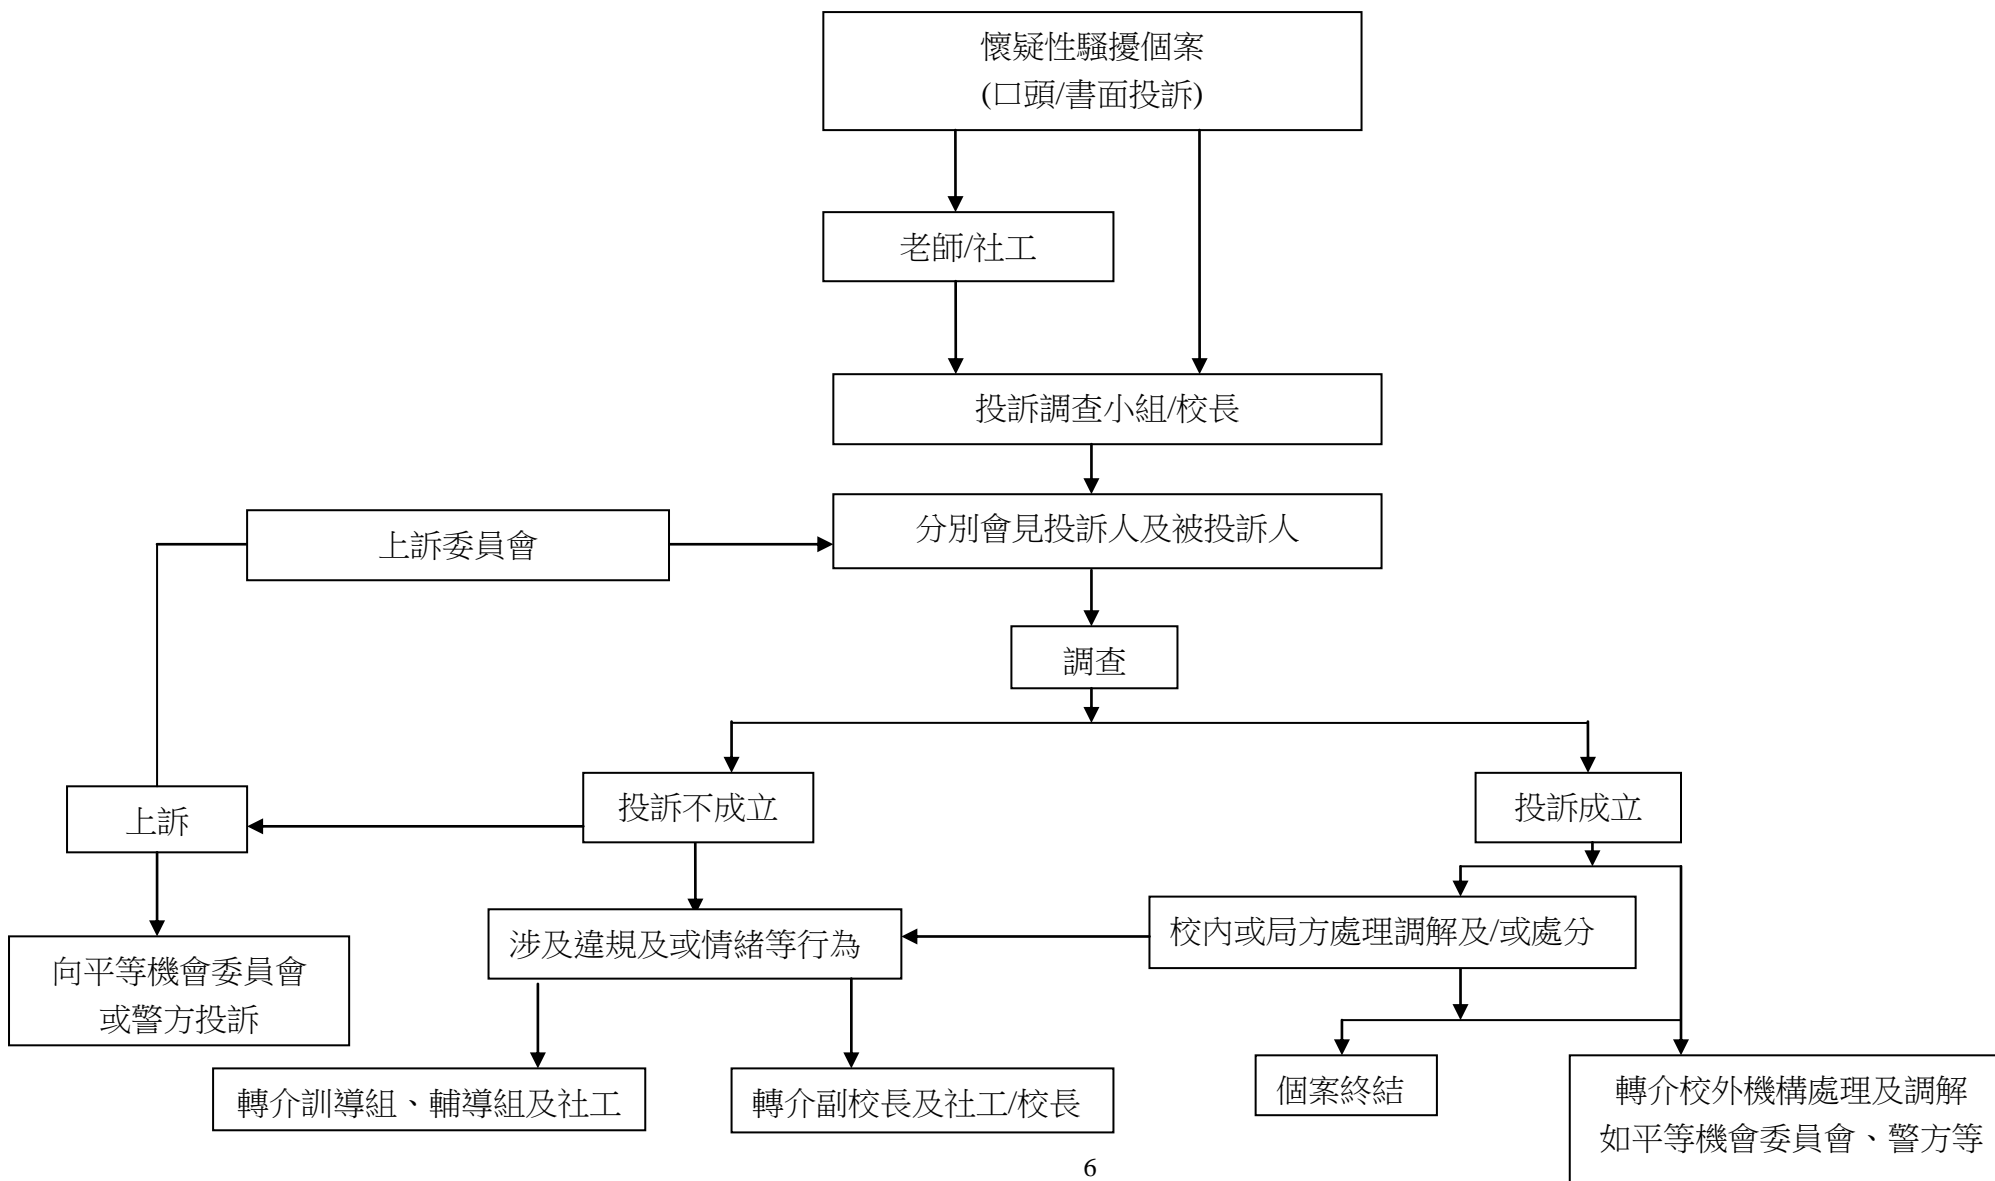 懷疑性騷擾個案
(口頭/書面投訴)
老師/社工
投訴調查小組/校長
分別會見投訴人及被投訴人
上訴委員會
調查
投訴不成立
投訴成立
上訴
校內或局方處理調解及/或處分
涉及違規及或情緒等行為
向平等機會委員會
或警方投訴
轉介訓導組、輔導組及社工
轉介副校長及社工/校長
個案終結
轉介校外機構處理及調解
如平等機會委員會、警方等
6